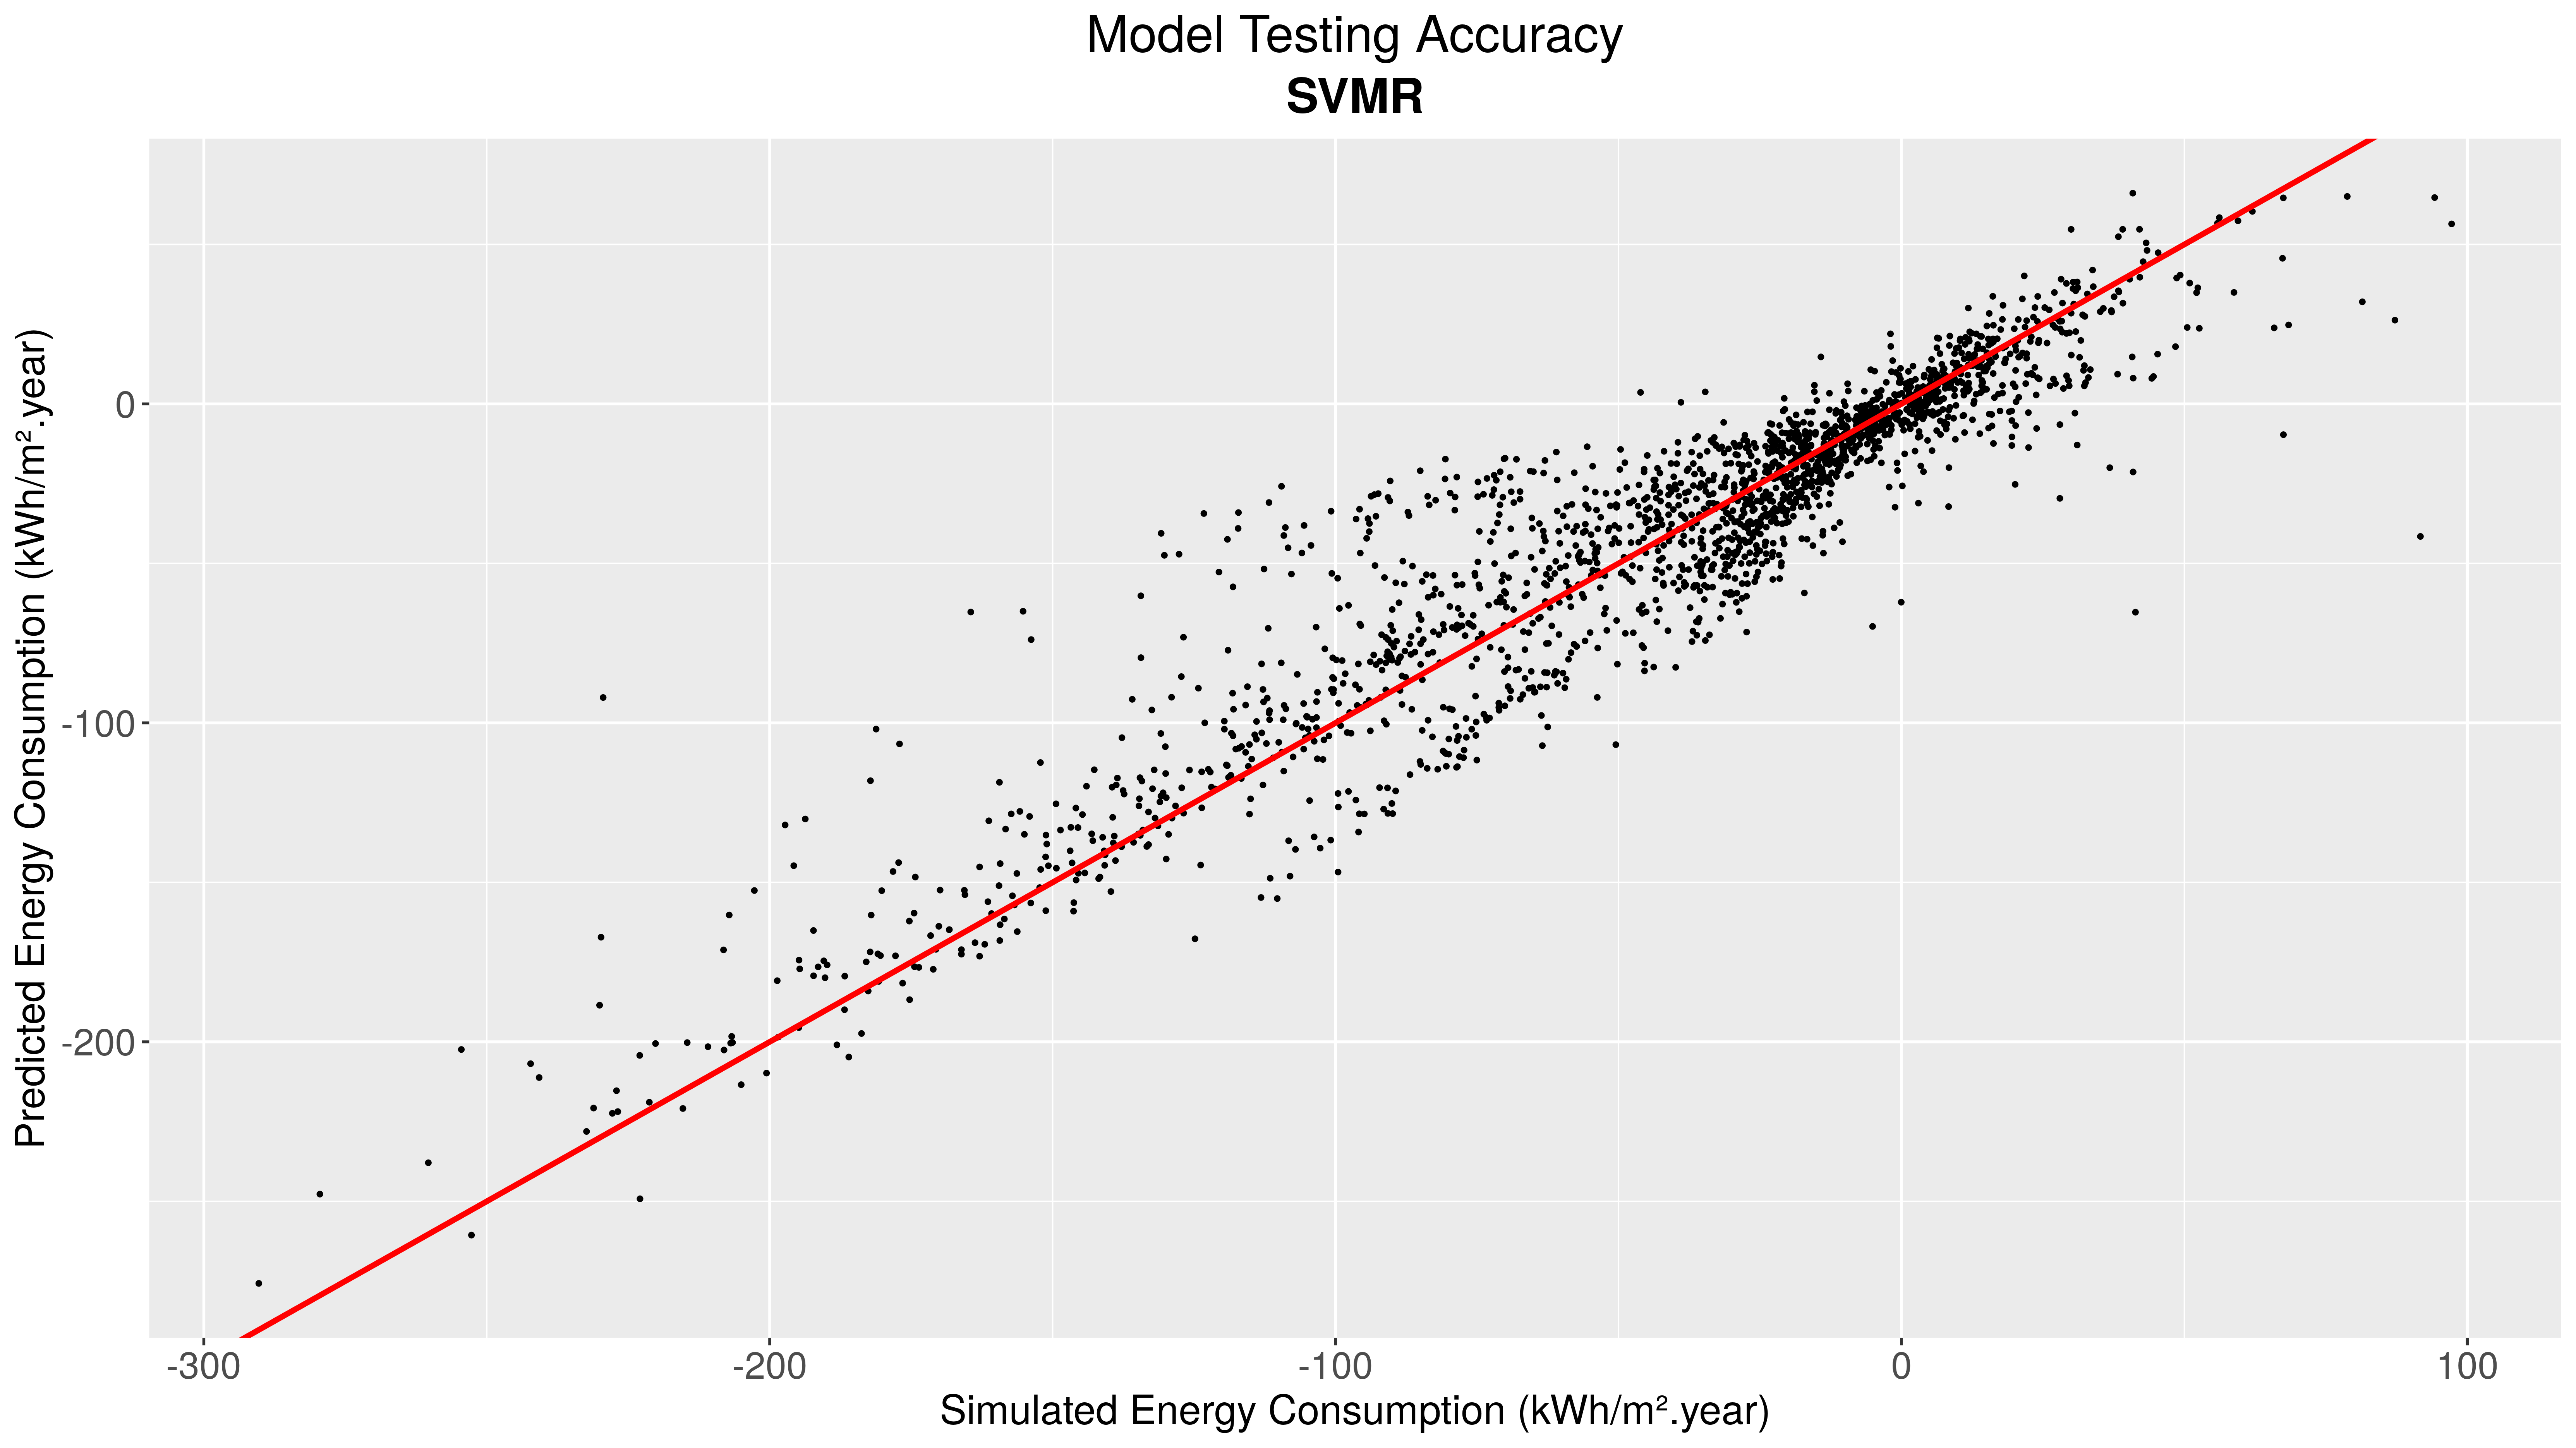 Model Testing Accuracy
SVMR
Predicted Energy Consumption (kWh/m².year)
0
-100
-200
-300
-200
-100
0
100
Simulated Energy Consumption (kWh/m².year)